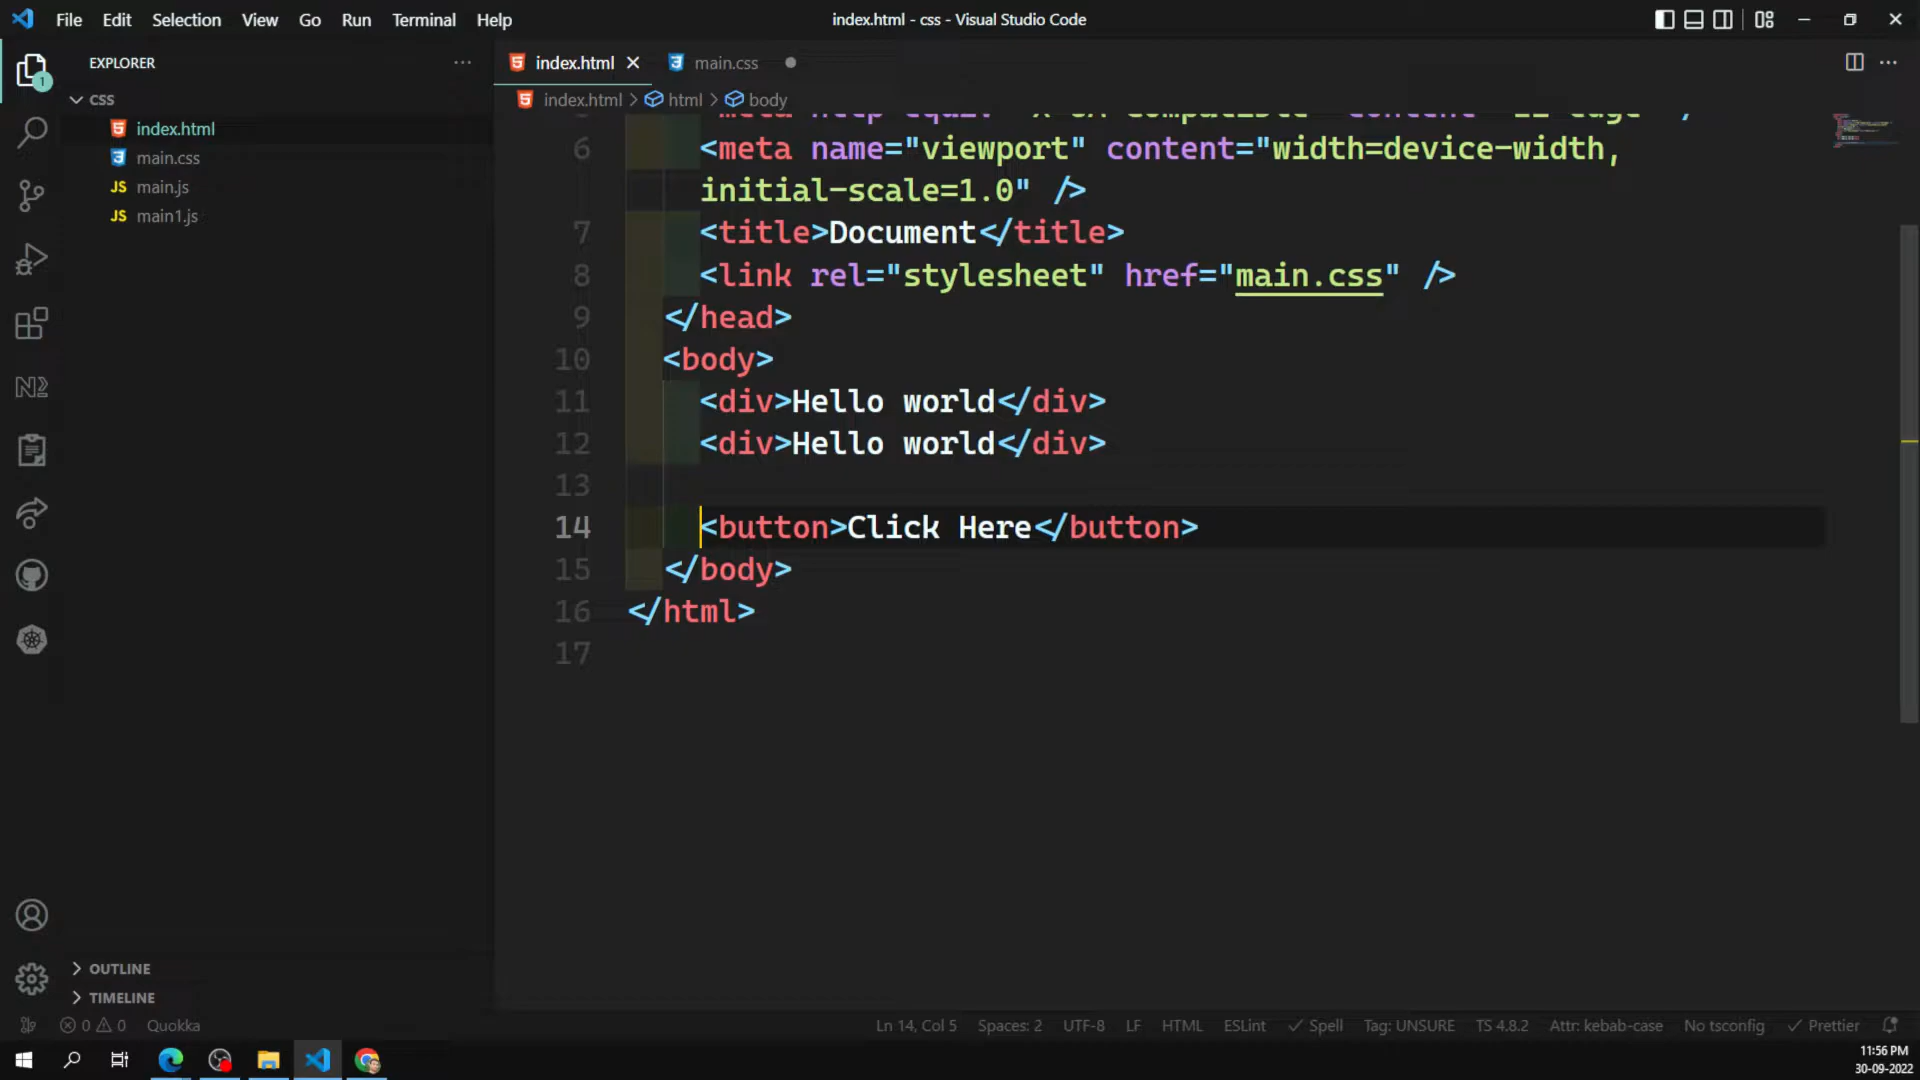 File Edit Selection View Go Run Terminal Help
index.html - css - Visual Studio Code
EXPLORER
1
CSS
index.html
main.css
JS main.js
JS main1.js
OUTLINE
TIMELINE
index.html main.css
index.html > html > body
6 <meta name="viewport" content="width=device-width,
initial-scale=1.0" />
7 <title>Document</title>
8 <link rel="stylesheet" href="main.css" />
9 </head>
10 <body>
11 <div>Hello world</div>
12 <div>Hello world</div>
13
14 <button>Click Here</button>
15 </body>
16 </html>
17
0 0 Quokka Ln 14, Col 5 Spaces: 2 UTF-8 LF HTML ESLint Spell Tag: UNSURE TS 4.8.2 Attr: kebab-case No tsconfig Prettier
11:56 PM
30-09-2022